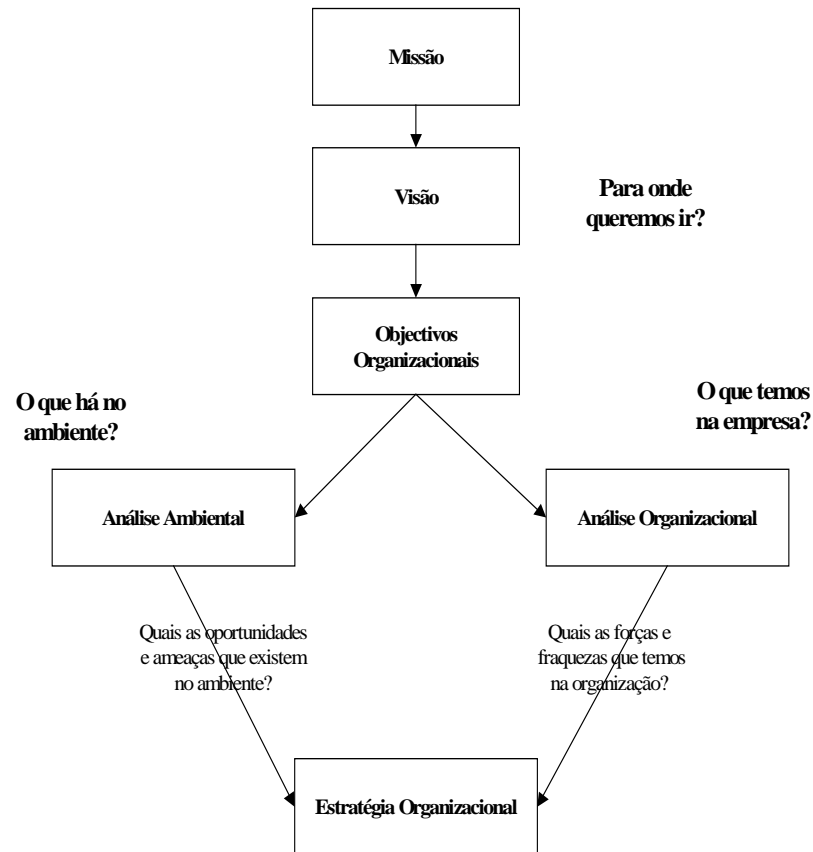 Missão
Visão
Para onde
queremos ir?
Objectivos
Organizacionais
O que há no
ambiente?
O que temos
na empresa?
Análise Ambiental
Análise Organizacional
Quais as oportunidades
e ameaças que existem
no ambiente?
Quais as forças e
fraquezas que temos
na organização?
Estratégia Organizacional